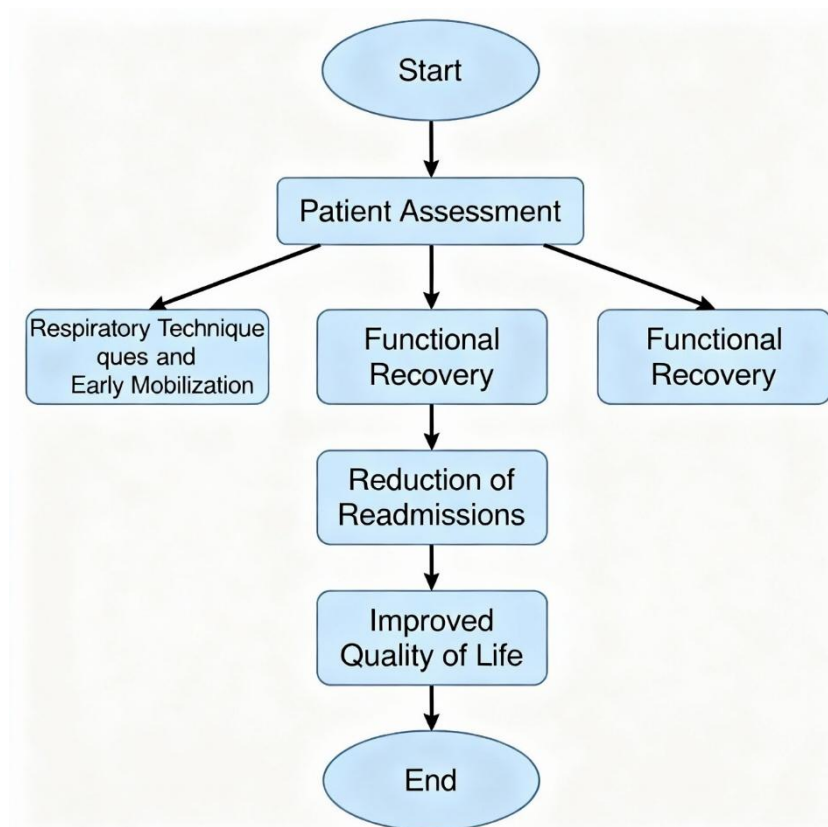 Start
Patient Assessment
Respiratory Technique
ques and
Early Mobilization
Functional
Recovery
Functional
Recovery
Reduction of
Readmissions
Improved
Quality of Life
End